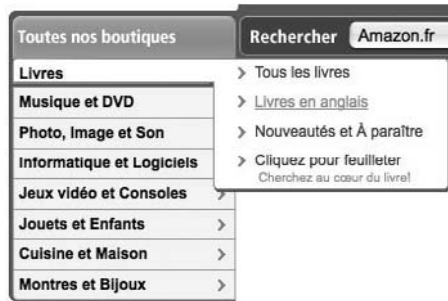 Toutes nos boutiques
Rechercher Amazon.fr
Livres
Musique et DVD
Photo, Image et Son
Informatique et Logiciels
Jeux vidéo et Consoles
Jouets et Enfants
Cuisine et Maison
Montres et Bijoux
Tous les livres
Livres en anglais
Nouveautés et À paraître
Cliquez pour feuilleter
Cherchez au cœur du livre!